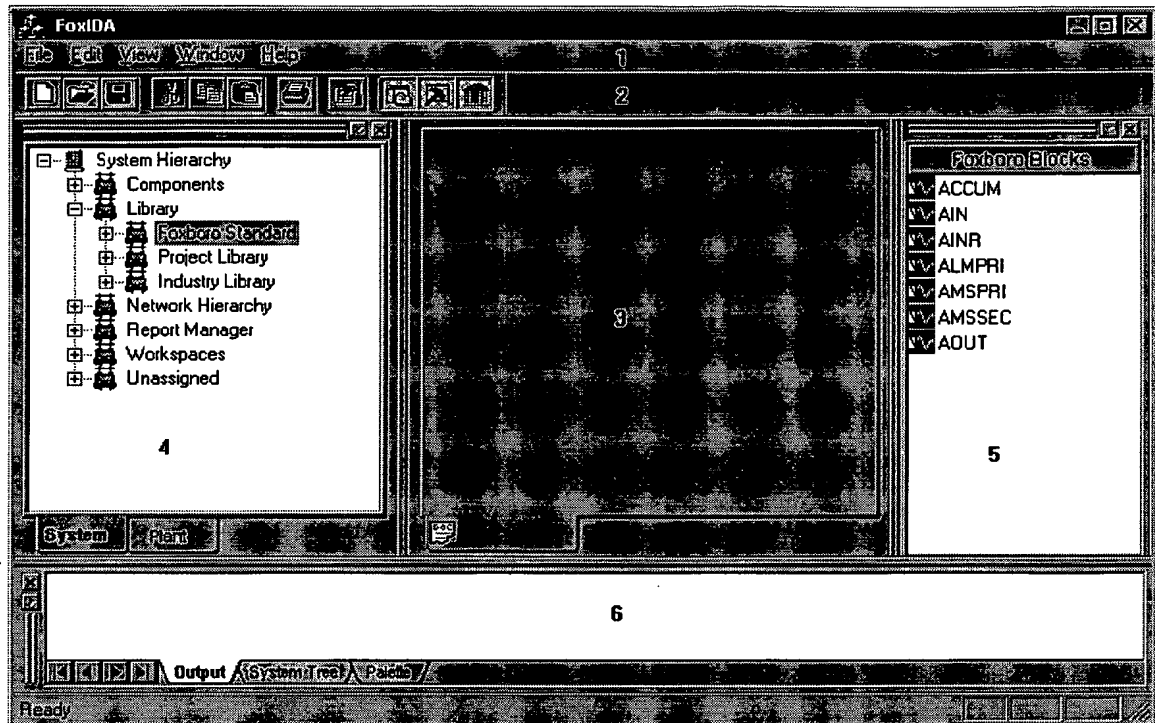 FoxIDA
File Edit View Window Help
1
2
System Hierarchy
Components
Library
Foxboro Standard
Project Library
Industry Library
Network Hierarchy
Report Manager
Workspaces
Unassigned
4
System Plant
3
Foxboro Blocks
ACCUM
AIN
AINR
ALMPRI
AMSPRI
AMSSEC
AOUT
5
6
Output System Tree Palette
Ready